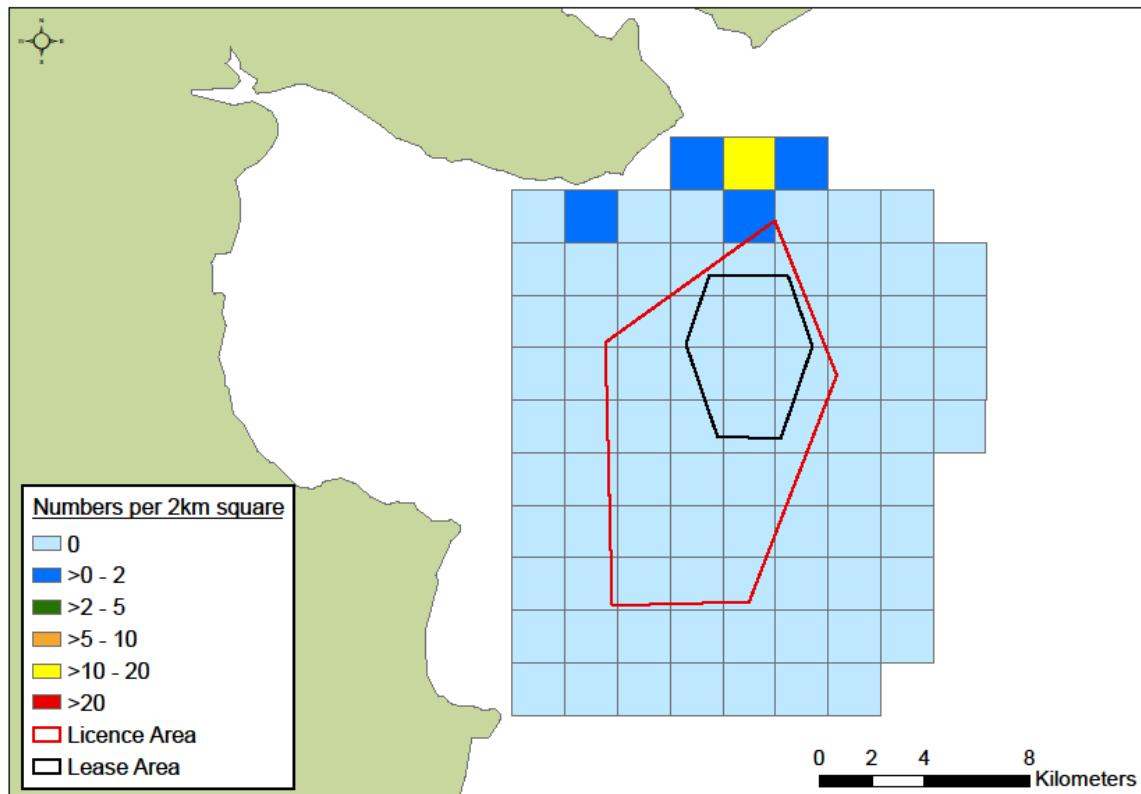 N
W
E
S
Numbers per 2km square
0
>0 - 2
>2 - 5
>5 - 10
>10 - 20
>20
Licence Area
Lease Area
0 2 4 8
Kilometers